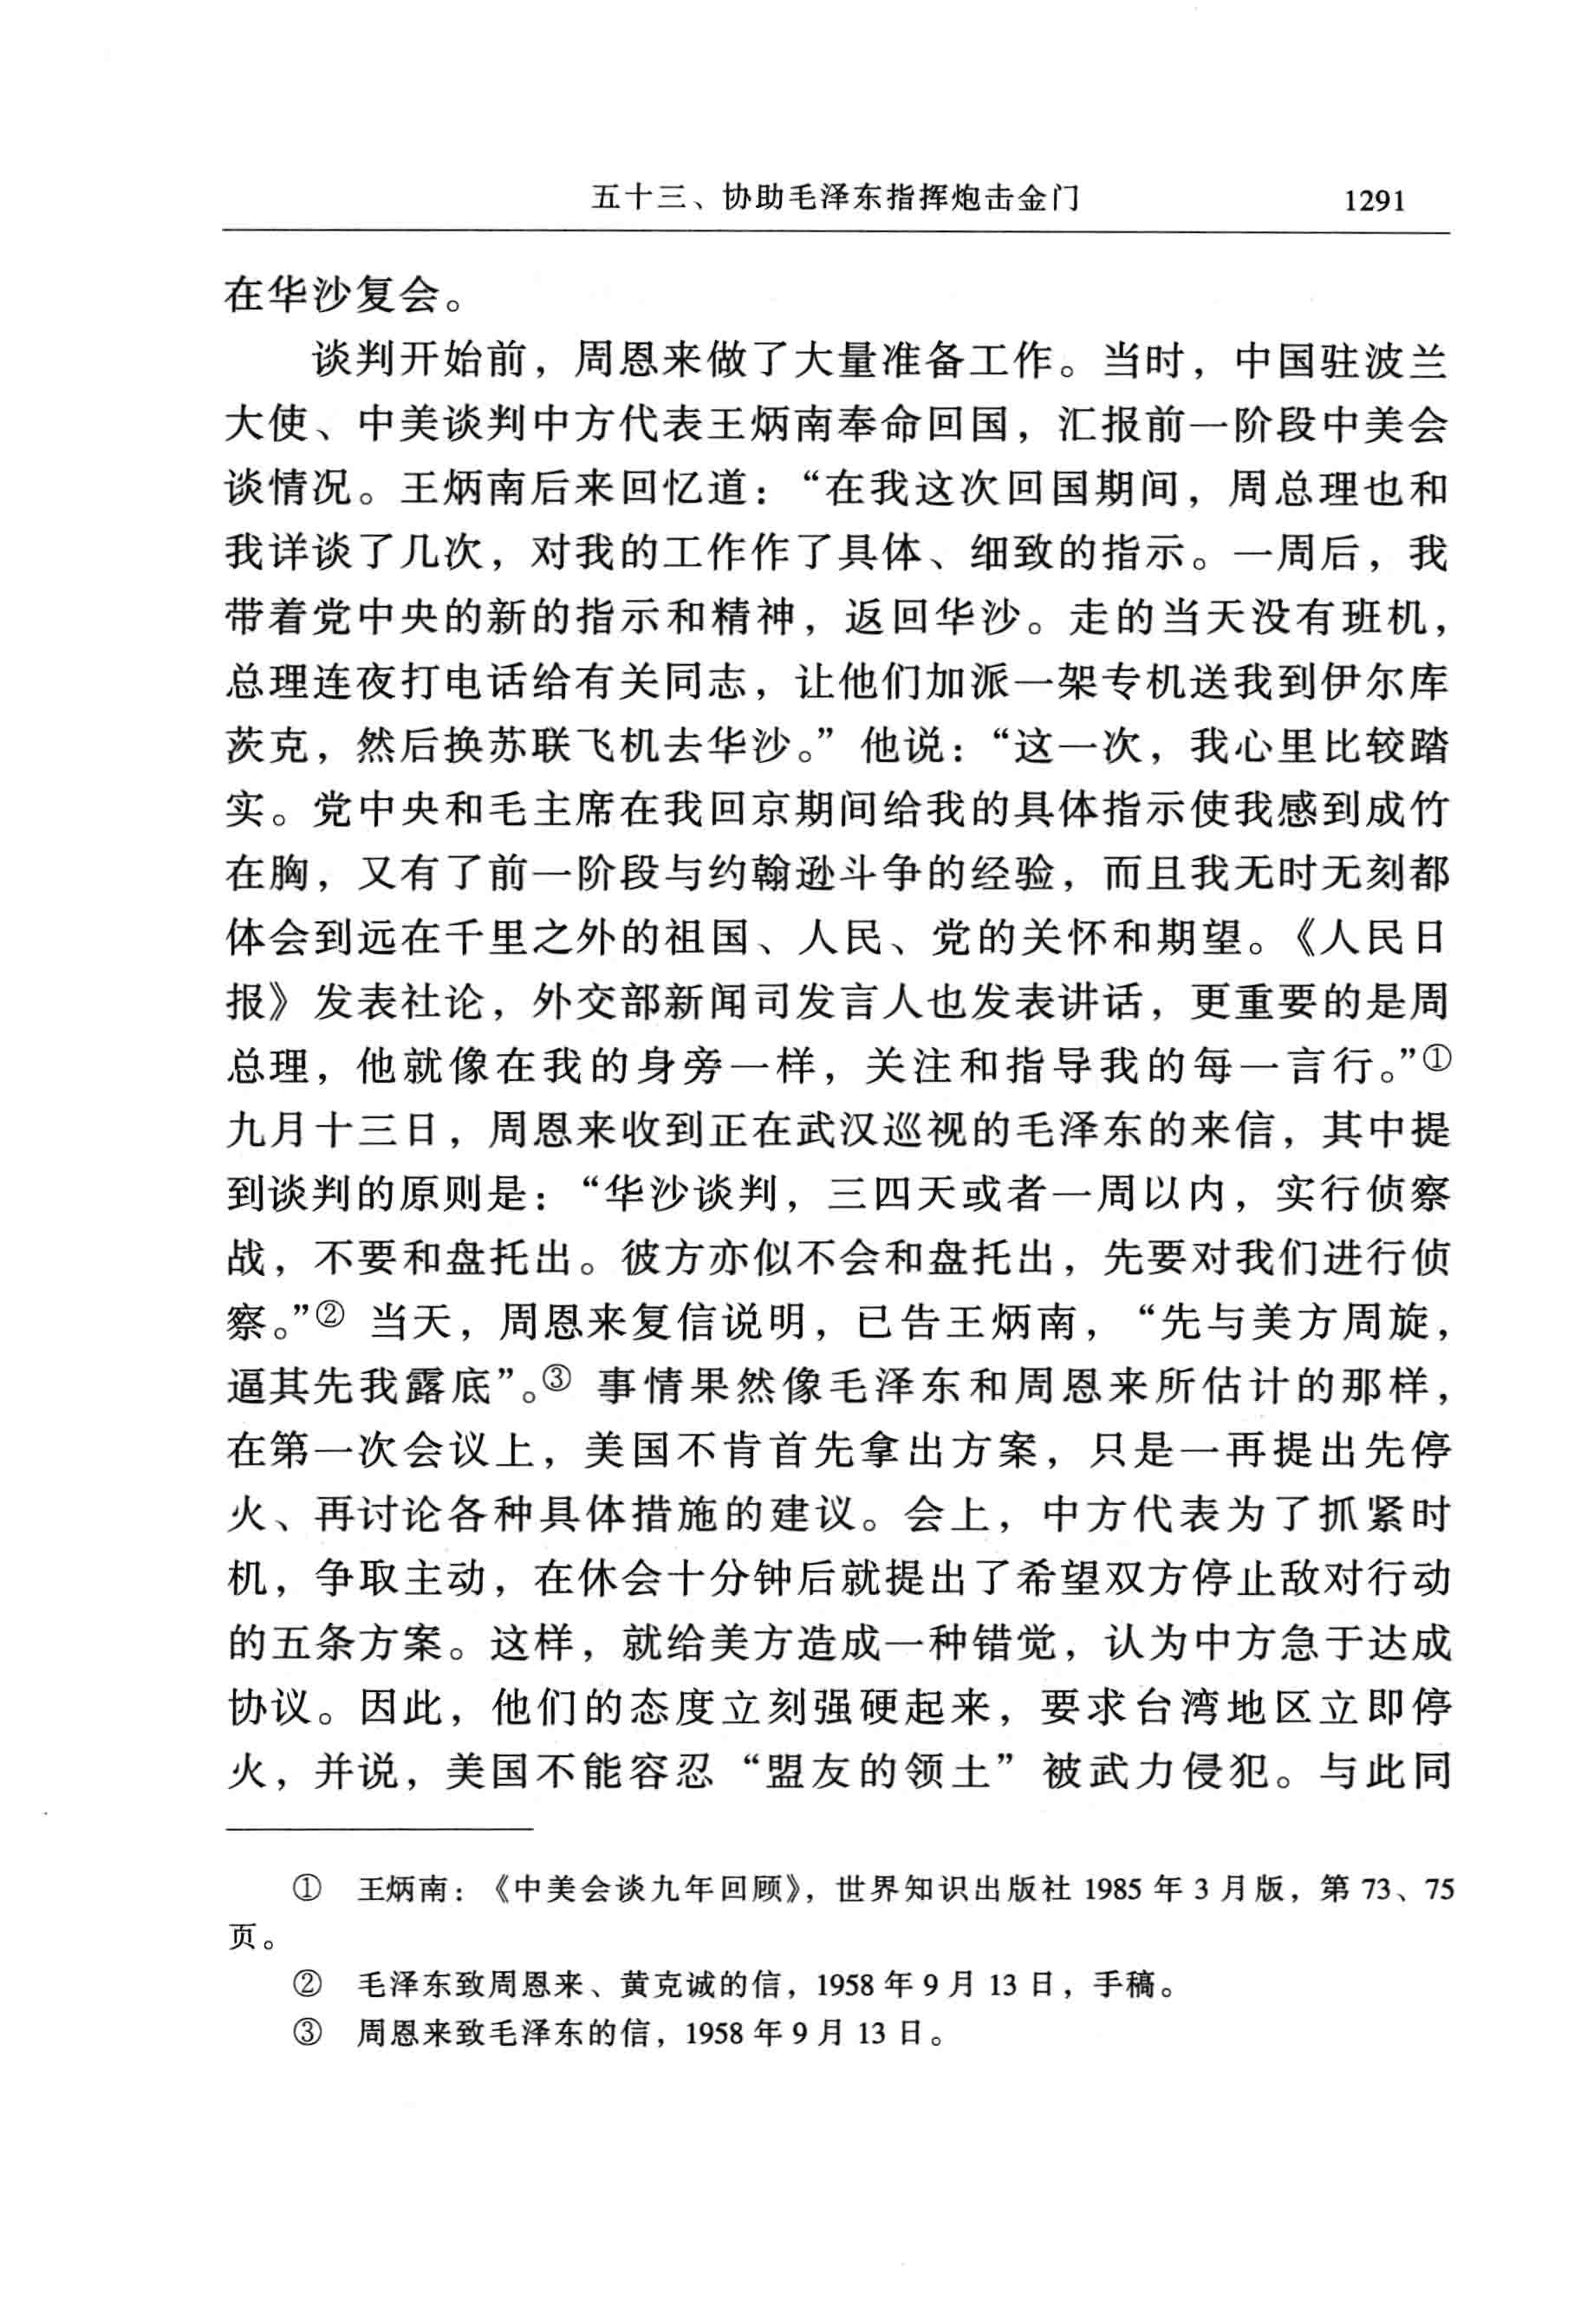 五十三、协助毛泽东指挥炮击金门 1291
在华沙复会。
谈判开始前，周恩来做了大量准备工作。当时，中国驻波兰
大使、中美谈判中方代表王炳南奉命回国，汇报前一阶段中美会
谈情况。王炳南后来回忆道：“在我这次回国期间，周总理也和
我详谈了几次，对我的工作作了具体、细致的指示。一周后，我
带着党中央的新的指示和精神，返回华沙。走的当天没有班机，
总理连夜打电话给有关同志，让他们加派一架专机送我到伊尔库
茨克，然后换苏联飞机去华沙。”他说：“这一次，我心里比较踏
实。党中央和毛主席在我回京期间给我的具体指示使我感到成竹
在胸，又有了前一阶段与约翰逊斗争的经验，而且我无时无刻都
体会到远在千里之外的祖国、人民、党的关怀和期望。《人民日
报》发表社论，外交部新闻司发言人也发表讲话，更重要的是周
总理，他就像在我的身旁一样，关注和指导我的每一言行。”①
九月十三日，周恩来收到正在武汉巡视的毛泽东的来信，其中提
到谈判的原则是：“华沙谈判，三四天或者一周以内，实行侦察
战，不要和盘托出。彼方亦似不会和盘托出，先要对我们进行侦
察。”② 当天，周恩来复信说明，已告王炳南，“先与美方周旋，
逼其先我露底”。③ 事情果然像毛泽东和周恩来所估计的那样，
在第一次会议上，美国不肯首先拿出方案，只是一再提出先停
火、再讨论各种具体措施的建议。会上，中方代表为了抓紧时
机，争取主动，在休会十分钟后就提出了希望双方停止敌对行动
的五条方案。这样，就给美方造成一种错觉，认为中方急于达成
协议。因此，他们的态度立刻强硬起来，要求台湾地区立即停
火，并说，美国不能容忍“盟友的领土”被武力侵犯。与此同
① 王炳南：《中美会谈九年回顾》，世界知识出版社 1985 年 3 月版，第 73、75
页。
② 毛泽东致周恩来、黄克诚的信，1958 年 9 月 13 日，手稿。
③ 周恩来致毛泽东的信，1958 年 9 月 13 日。